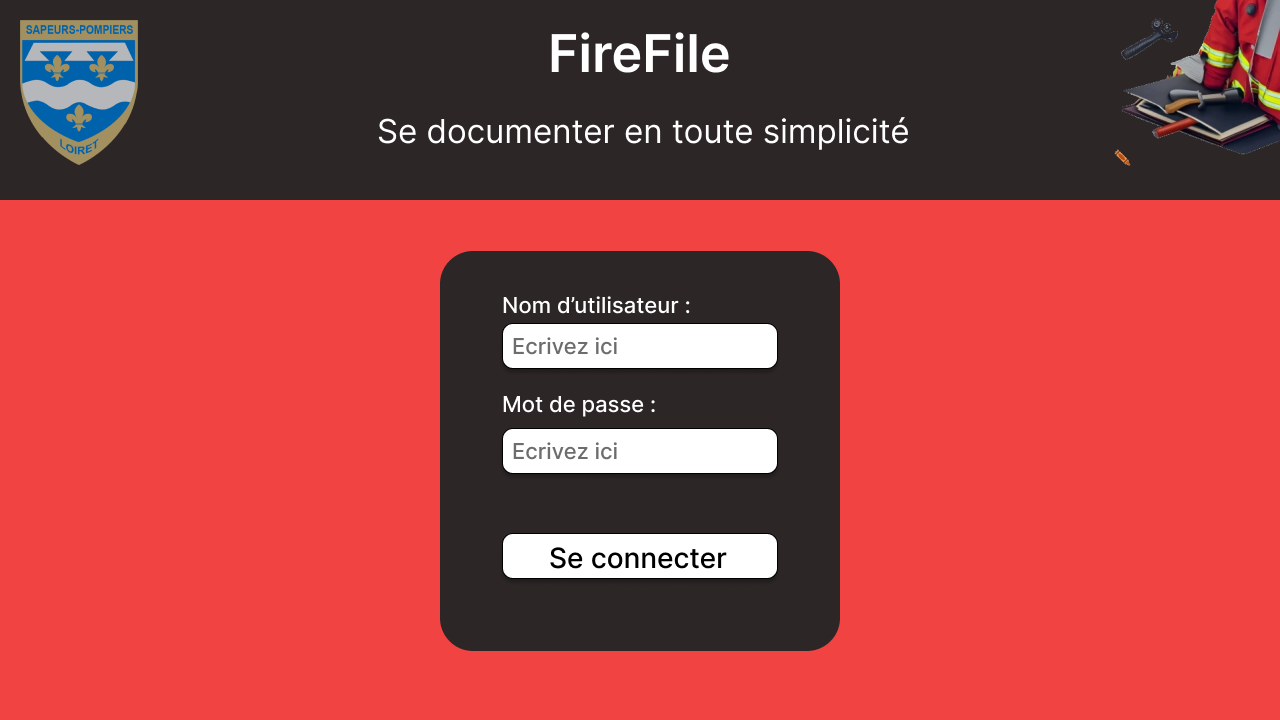 SAPEURS-POMPIERS
LOIRET
FireFile
Se documenter en toute simplicité
Nom d’utilisateur :
Ecrivez ici
Mot de passe :
Ecrivez ici
Se connecter